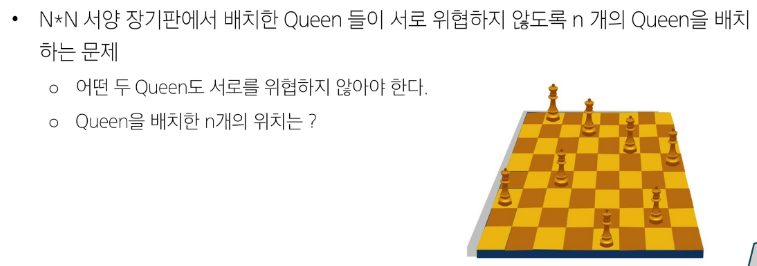 • N*N 서양 장기판에서 배치한 Queen 들이 서로 위협하지 않도록 n 개의 Queen을 배치
하는 문제
○ 어떤 두 Queen도 서로를 위협하지 않아야 한다.
○ Queen을 배치한 n개의 위치는 ?